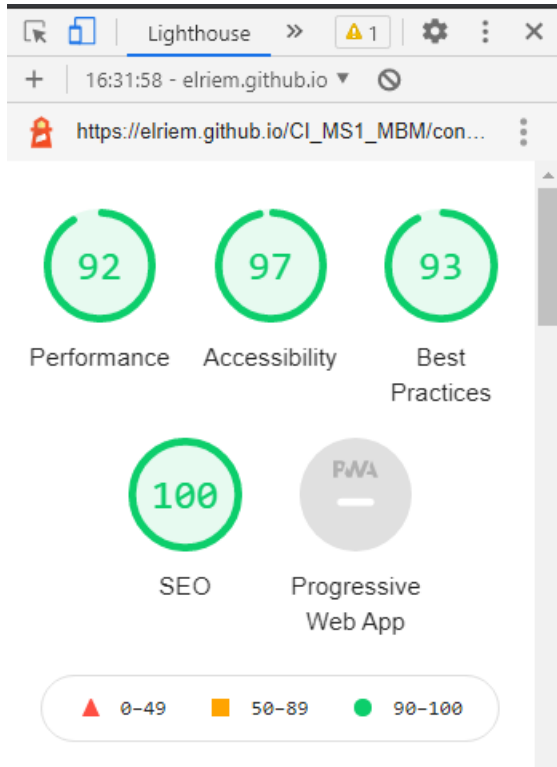 Lighthouse » 1
16:31:58 - elriem.github.io ▼
https://elriem.github.io/CI_MS1_MBM/con...
92 97 93
Performance Accessibility Best
Practices
PWA
100
SEO Progressive
Web App
0–49 50–89 90–100